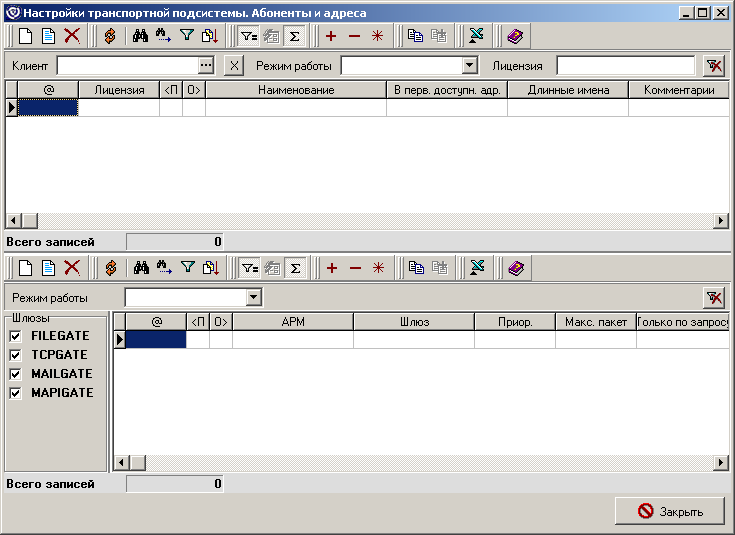 Настройки транспортной подсистемы. Абоненты и адреса
Клиент ... X Режим работы Лицензия
@ Лицензия <П О> Наименование В перв. доступн. адр. Длинные имена Комментарии
Всего записей 0
Режим работы
Шлюзы
FILEGATE
TCPGATE
MAILGATE
MAPIGATE
@ <П О> АРМ Шлюз Приор. Макс. пакет Только по запросу
Всего записей 0
Закрыть